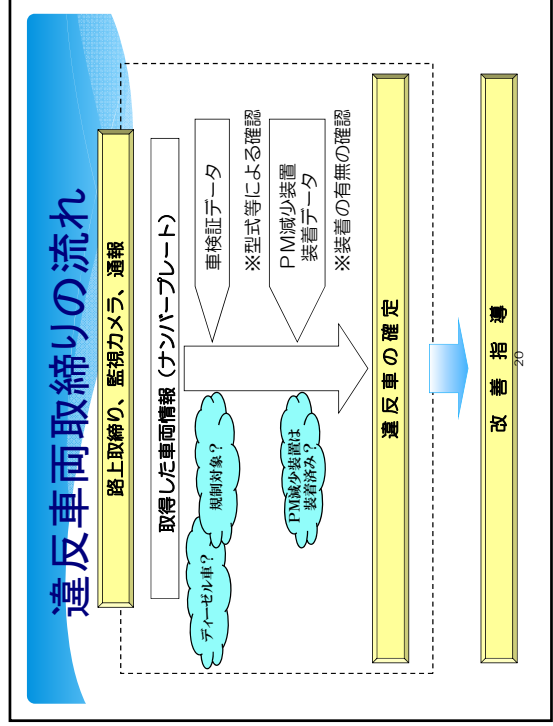 違反車両取締りの流れ
路上取締り、監視カメラ、通報
取得した車両情報（ナンバープレート）
ディーゼル車？
規制対象？
車検証データ
※型式等による確認
PM減少装置は
装着済み？
ＰＭ減少装置
装着データ
※装着の有無の確認
違反車の確定
改善指導
20